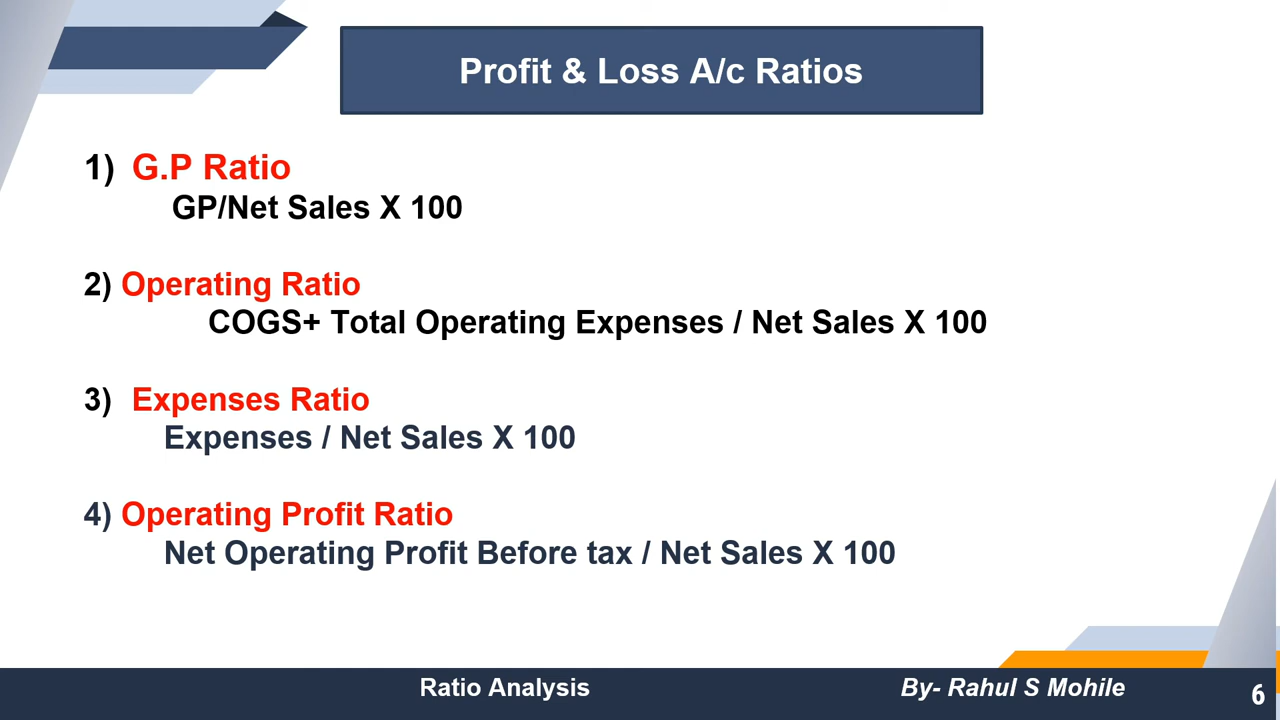 Profit & Loss A/c Ratios
1) G.P Ratio
GP/Net Sales X 100
2) Operating Ratio
COGS+ Total Operating Expenses / Net Sales X 100
3) Expenses Ratio
Expenses / Net Sales X 100
4) Operating Profit Ratio
Net Operating Profit Before tax / Net Sales X 100
Ratio Analysis
By- Rahul S Mohile
6